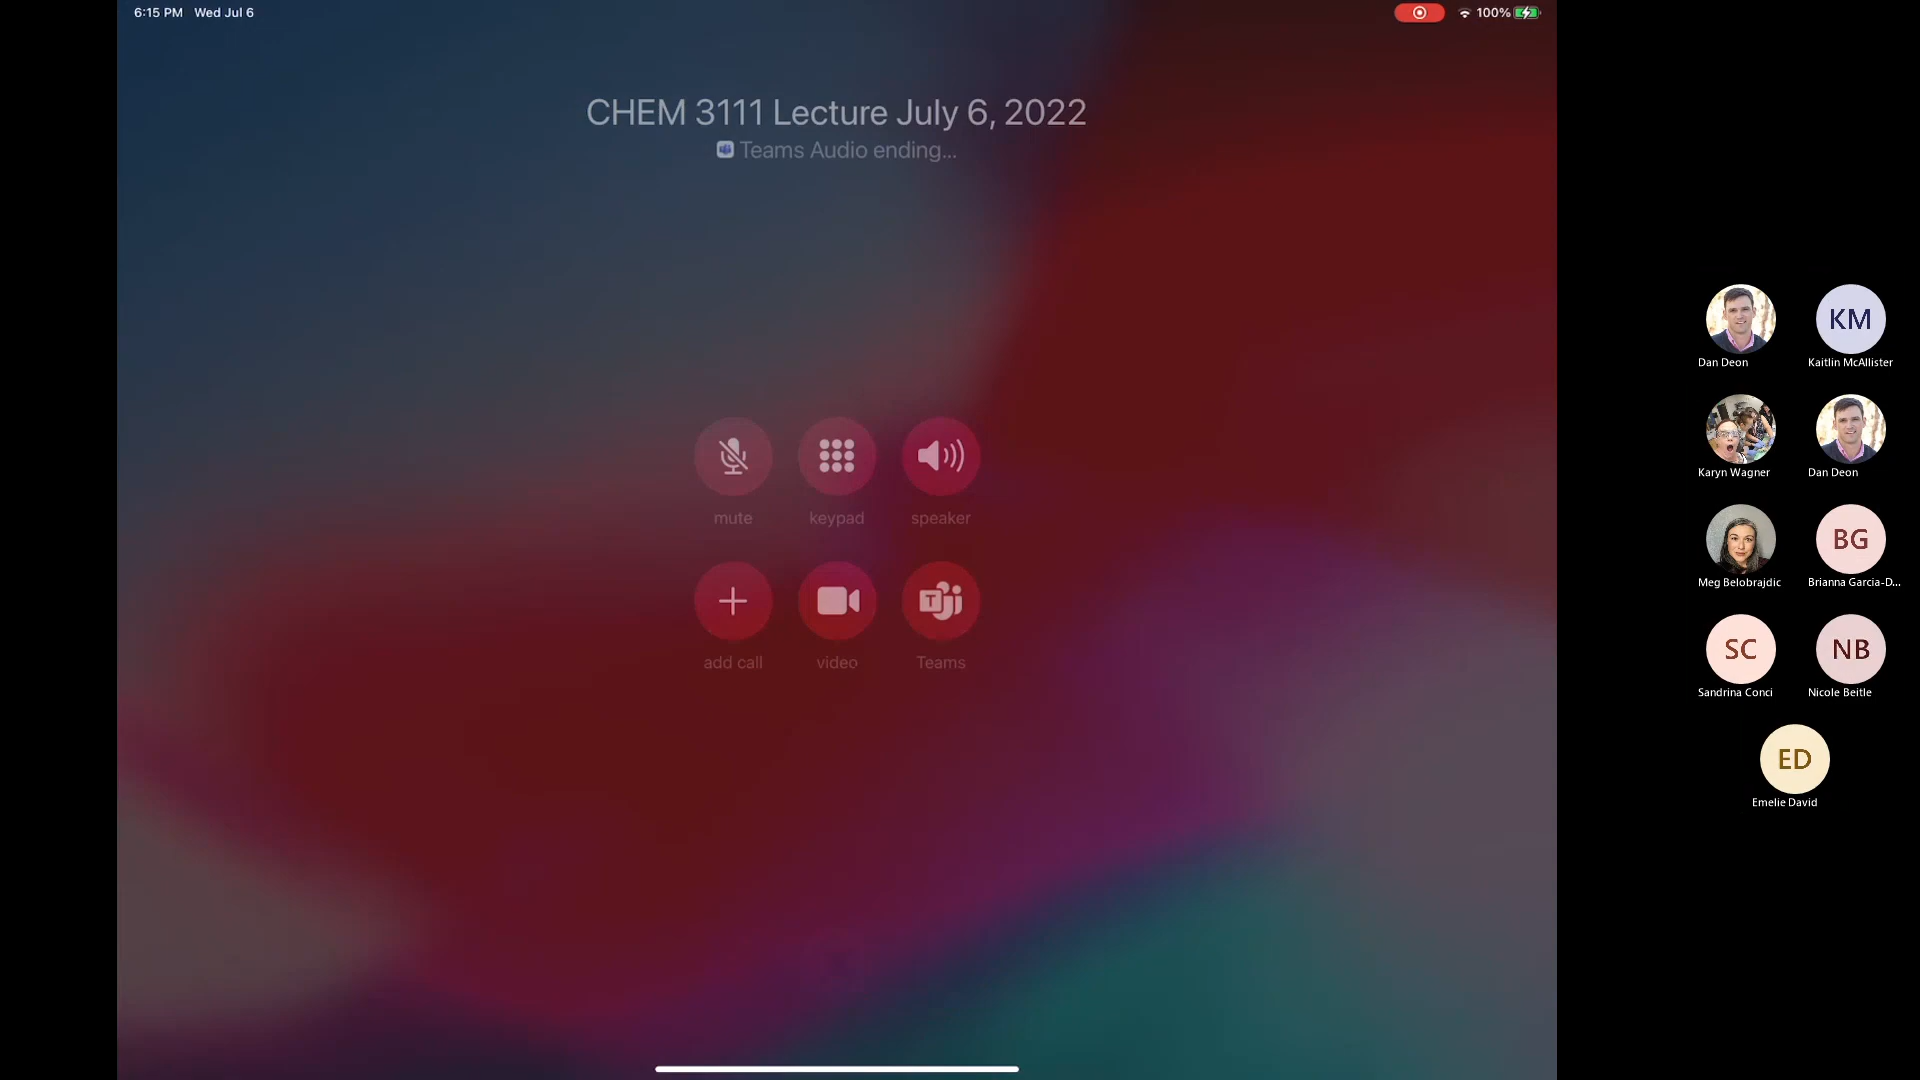 6:15 PM Wed Jul 6
100%
CHEM 3111 Lecture July 6, 2022
Teams Audio ending...
mute keypad speaker
add call video Teams
T
KM
Dan Deon Kaitlin McAllister
Karyn Wagner Dan Deon
BG
Meg Belobrajdic Brianna Garcia-D...
SC NB
Sandrina Conci Nicole Beitle
ED
Emelie David